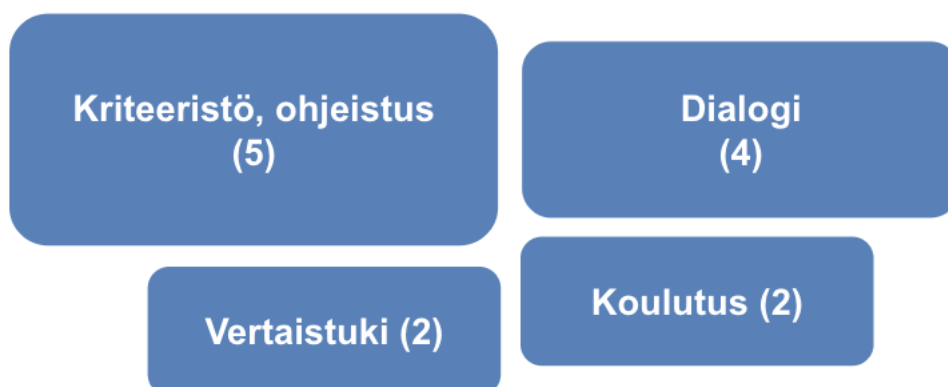 Kriteeristö, ohjeistus
(5)
Dialogi
(4)
Vertaistuki (2)
Koulutus (2)